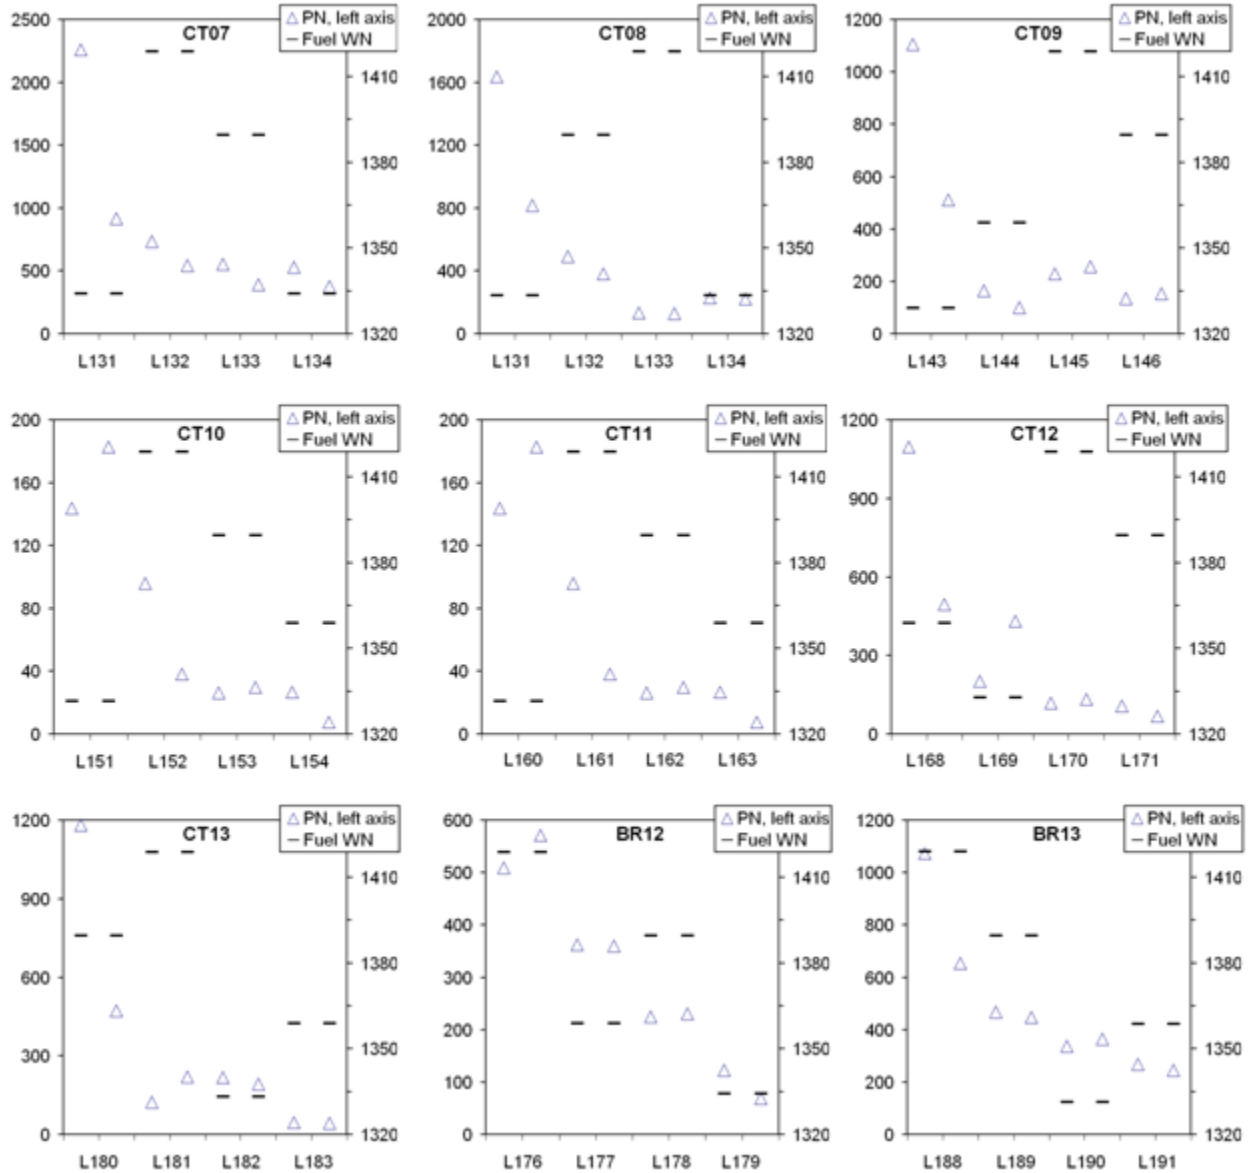 CT07
PN, left axis
Fuel WN
2500
2000
1500
1000
500
0
1410
1380
1350
1320
L131 L132 L133 L134
CT08
PN, left axis
Fuel WN
2000
1600
1200
800
400
0
1410
1380
1350
1320
L131 L132 L133 L134
CT09
PN, left axis
Fuel WN
1200
1000
800
600
400
200
0
1410
1380
1350
1320
L143 L144 L145 L146
CT10
PN, left axis
Fuel WN
200
160
120
80
40
0
1410
1380
1350
1320
L151 L152 L153 L154
CT11
PN, left axis
Fuel WN
200
160
120
80
40
0
1410
1380
1350
1320
L160 L161 L162 L163
CT12
PN, left axis
Fuel WN
1200
900
600
300
0
1410
1380
1350
1320
L168 L169 L170 L171
CT13
PN, left axis
Fuel WN
1200
900
600
300
0
1410
1380
1350
1320
L180 L181 L182 L183
BR12
PN, left axis
Fuel WN
600
500
400
300
200
100
0
1410
1380
1350
1320
L176 L177 L178 L179
BR13
PN, left axis
Fuel WN
1200
1000
800
600
400
200
0
1410
1380
1350
1320
L188 L189 L190 L191